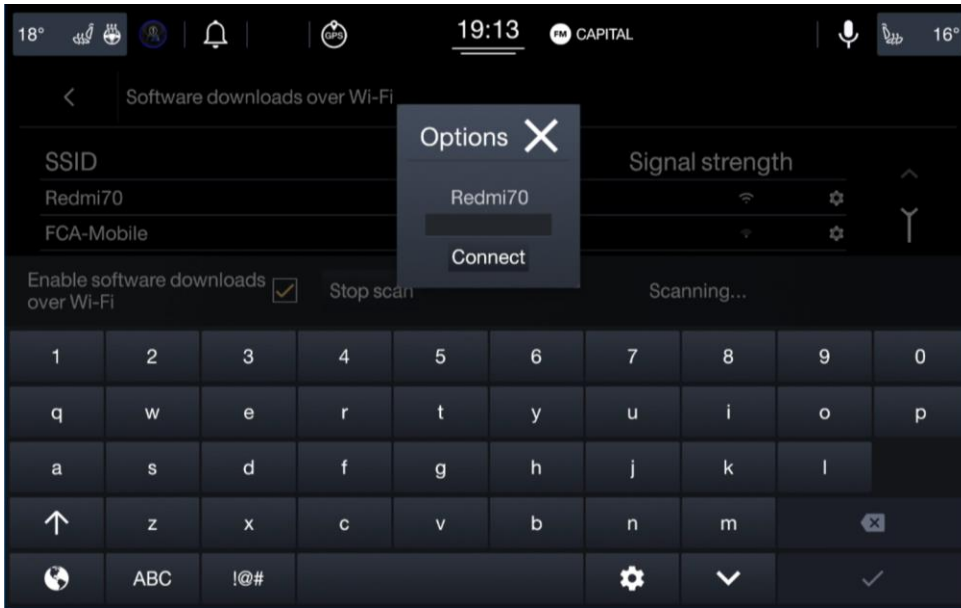 18°
GPS
19:13
FM CAPITAL
16°
Software downloads over Wi-Fi
Options
SSID
Signal strength
Redmi70
Redmi70
FCA-Mobile
Connect
Enable software downloads
over Wi-Fi
Stop scan
Scanning...
1 2 3 4 5 6 7 8 9 0
q w e r t y u i o p
a s d f g h j k l
z x c v b n m
ABC !@#